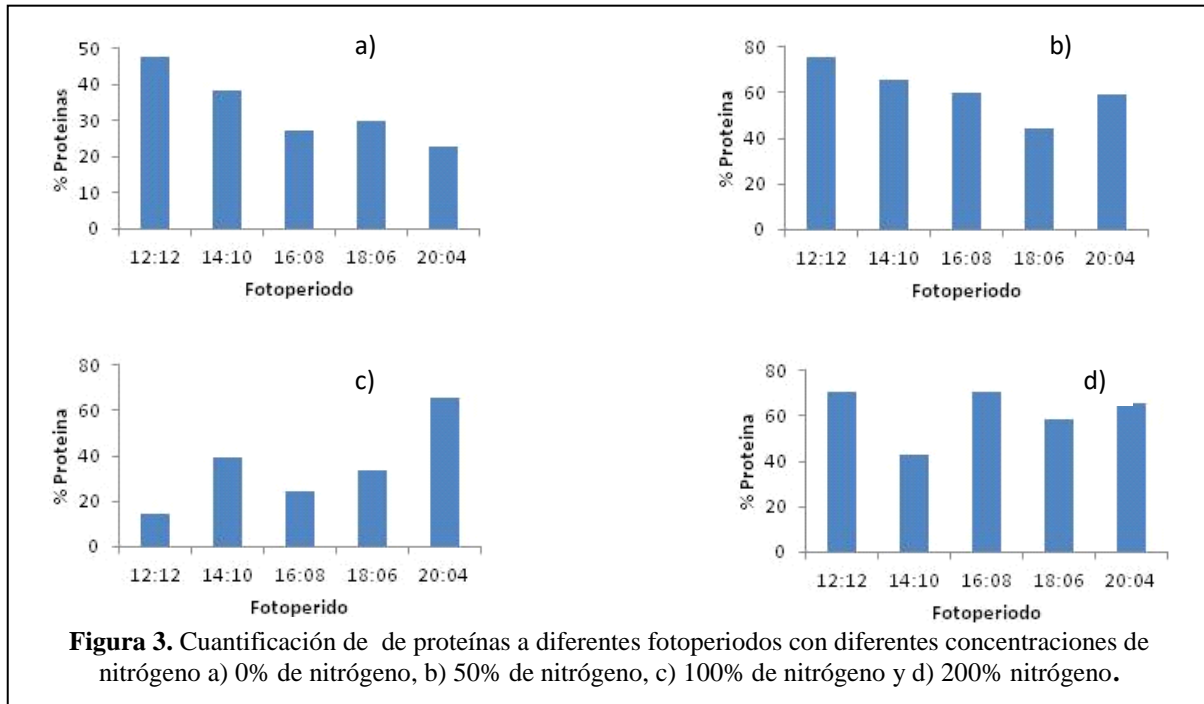 a)
50
40
30
20
10
0
% Proteinas
12:12 14:10 16:08 18:06 20:04
Fotoperiodo
b)
80
60
40
20
0
% Proteina
12:12 14:10 16:08 18:06 20:04
Fotoperiodo
c)
80
60
40
20
0
% Proteina
12:12 14:10 16:08 18:06 20:04
Fotoperido
d)
80
60
40
20
0
% Proteina
12:12 14:10 16:08 18:06 20:04
Fotoperiodo
Figura 3. Cuantificación de de proteínas a diferentes fotoperiodos con diferentes concentraciones de
nitrógeno a) 0% de nitrógeno, b) 50% de nitrógeno, c) 100% de nitrógeno y d) 200% nitrógeno.